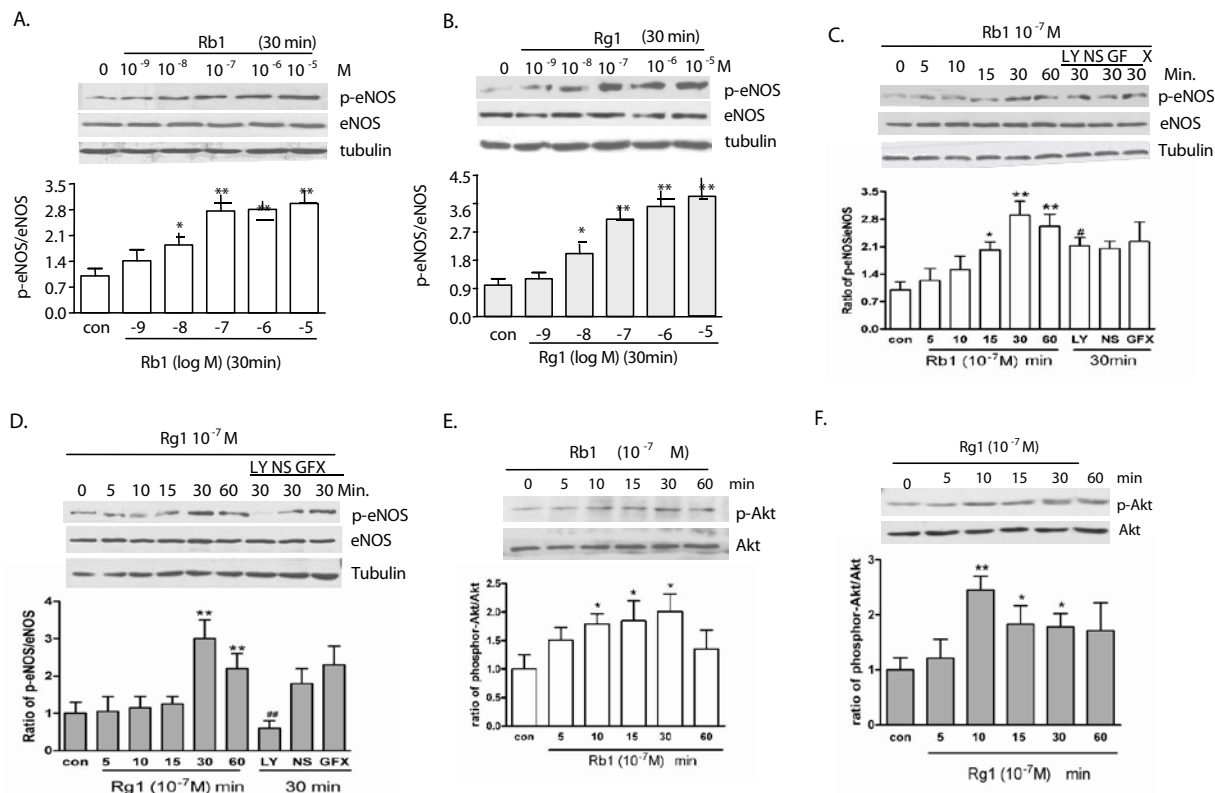 A.
Rb1 (30 min)
0 10⁻⁹ 10⁻⁸ 10⁻⁷ 10⁻⁶ 10⁻⁵ M
p-eNOS
eNOS
tubulin
p-eNOS/eNOS
3.5
2.8
2.1
1.4
0.7
0.0
* ** ** **
con -9 -8 -7 -6 -5
Rb1 (log M) (30min)
B.
Rg1 (30 min)
0 10⁻⁹ 10⁻⁸ 10⁻⁷ 10⁻⁶ 10⁻⁵ M
p-eNOS
eNOS
tubulin
p-eNOS/eNOS
4.5
3.6
2.7
1.8
0.9
0.0
* ** ** **
con -9 -8 -7 -6 -5
Rg1 (log M) (30min)
C.
Rb1 10⁻⁷ M
LY NS GF X
0 5 10 15 30 60 30 30 30 Min.
p-eNOS
eNOS
Tubulin
Ratio of p-eNOS/eNOS
3.5
2.8
2.1
1.4
0.7
0.0
* ** ** #
con 5 10 15 30 60 LY NS GFX
Rb1 (10⁻⁷M) min 30min
D.
Rg1 10⁻⁷ M
LY NS GFX
0 5 10 15 30 60 30 30 30 Min.
p-eNOS
eNOS
Tubulin
Ratio of p-eNOS/eNOS
4
3
2
1
0
** ** ##
con 5 10 15 30 60 LY NS GFX
Rg1 (10⁻⁷M) min 30 min
E.
Rb1 (10⁻⁷ M)
0 5 10 15 30 60 min
p-Akt
Akt
ratio of phosphor-Akt/Akt
2.5
2.0
1.5
1.0
0.5
0.0
* * *
con 5 10 15 30 60
Rb1 (10⁻⁷M) min
F.
Rg1 (10⁻⁷M)
0 5 10 15 30 60 min
p-Akt
Akt
ratio of phosphor-Akt/Akt
3
2
1
0
** * *
con 5 10 15 30 60
Rg1 (10⁻⁷M) min